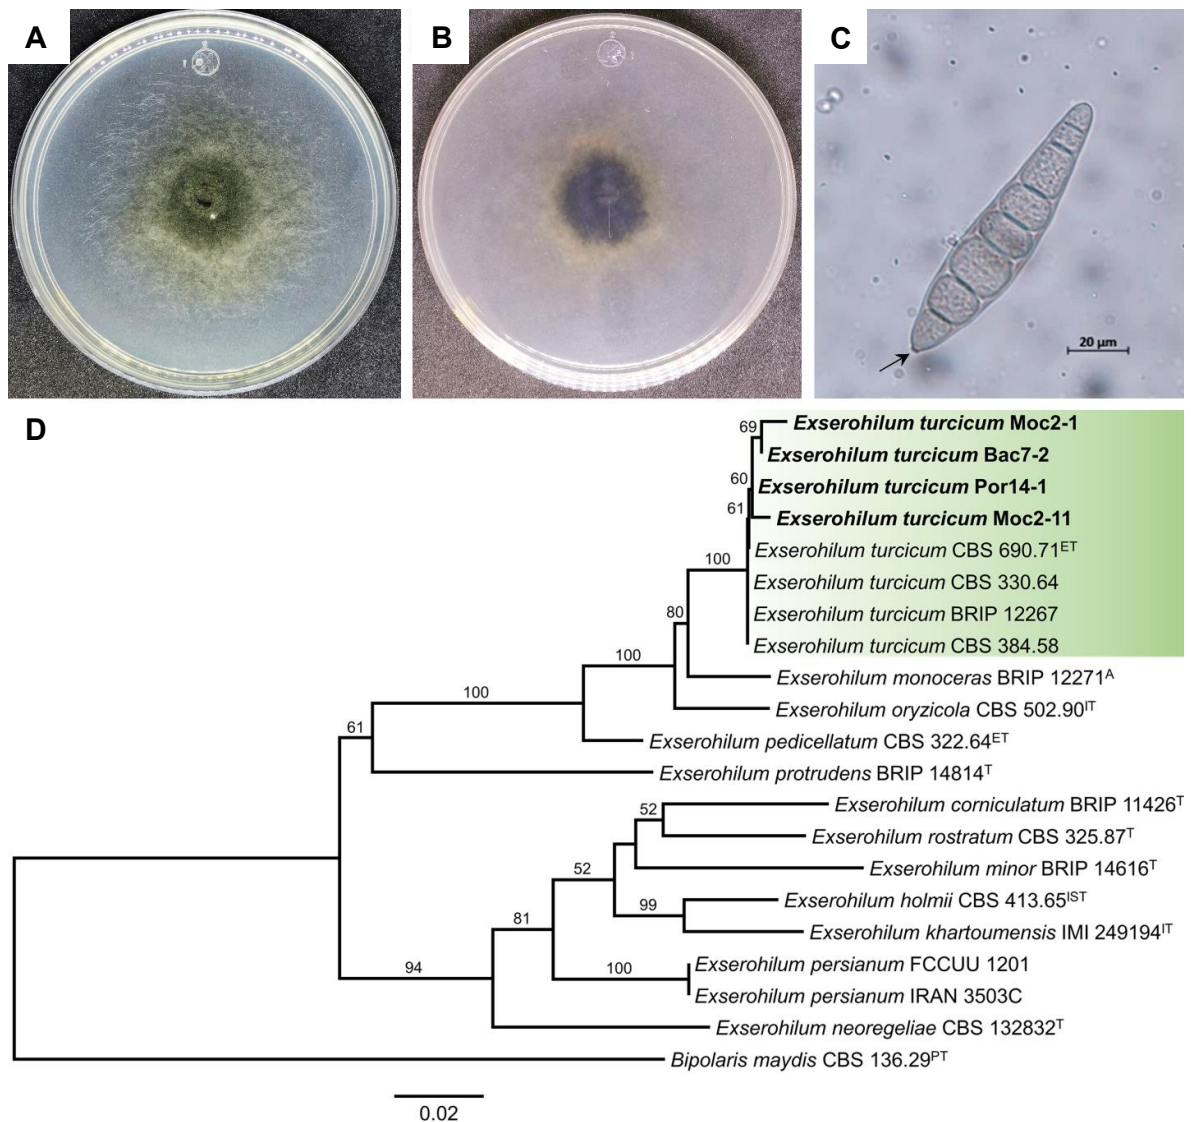 A
B
C
20 µm
D
69
Exserohilum turcicum Moc2-1
Exserohilum turcicum Bac7-2
60
Exserohilum turcicum Por14-1
61
Exserohilum turcicum Moc2-11
Exserohilum turcicum CBS 690.71ET
100
Exserohilum turcicum CBS 330.64
80
Exserohilum turcicum BRIP 12267
Exserohilum turcicum CBS 384.58
100
Exserohilum monoceras BRIP 12271A
100
Exserohilum oryzicola CBS 502.90IT
61
Exserohilum pedicellatum CBS 322.64ET
Exserohilum protrudens BRIP 14814T
52
Exserohilum corniculatum BRIP 11426T
Exserohilum rostratum CBS 325.87T
52
Exserohilum minor BRIP 14616T
99
Exserohilum holmii CBS 413.65IST
81
Exserohilum khartoumensis IMI 249194IT
94
100
Exserohilum persianum FCCUU 1201
Exserohilum persianum IRAN 3503C
Exserohilum neoregeliae CBS 132832T
Bipolaris maydis CBS 136.29PT
0.02